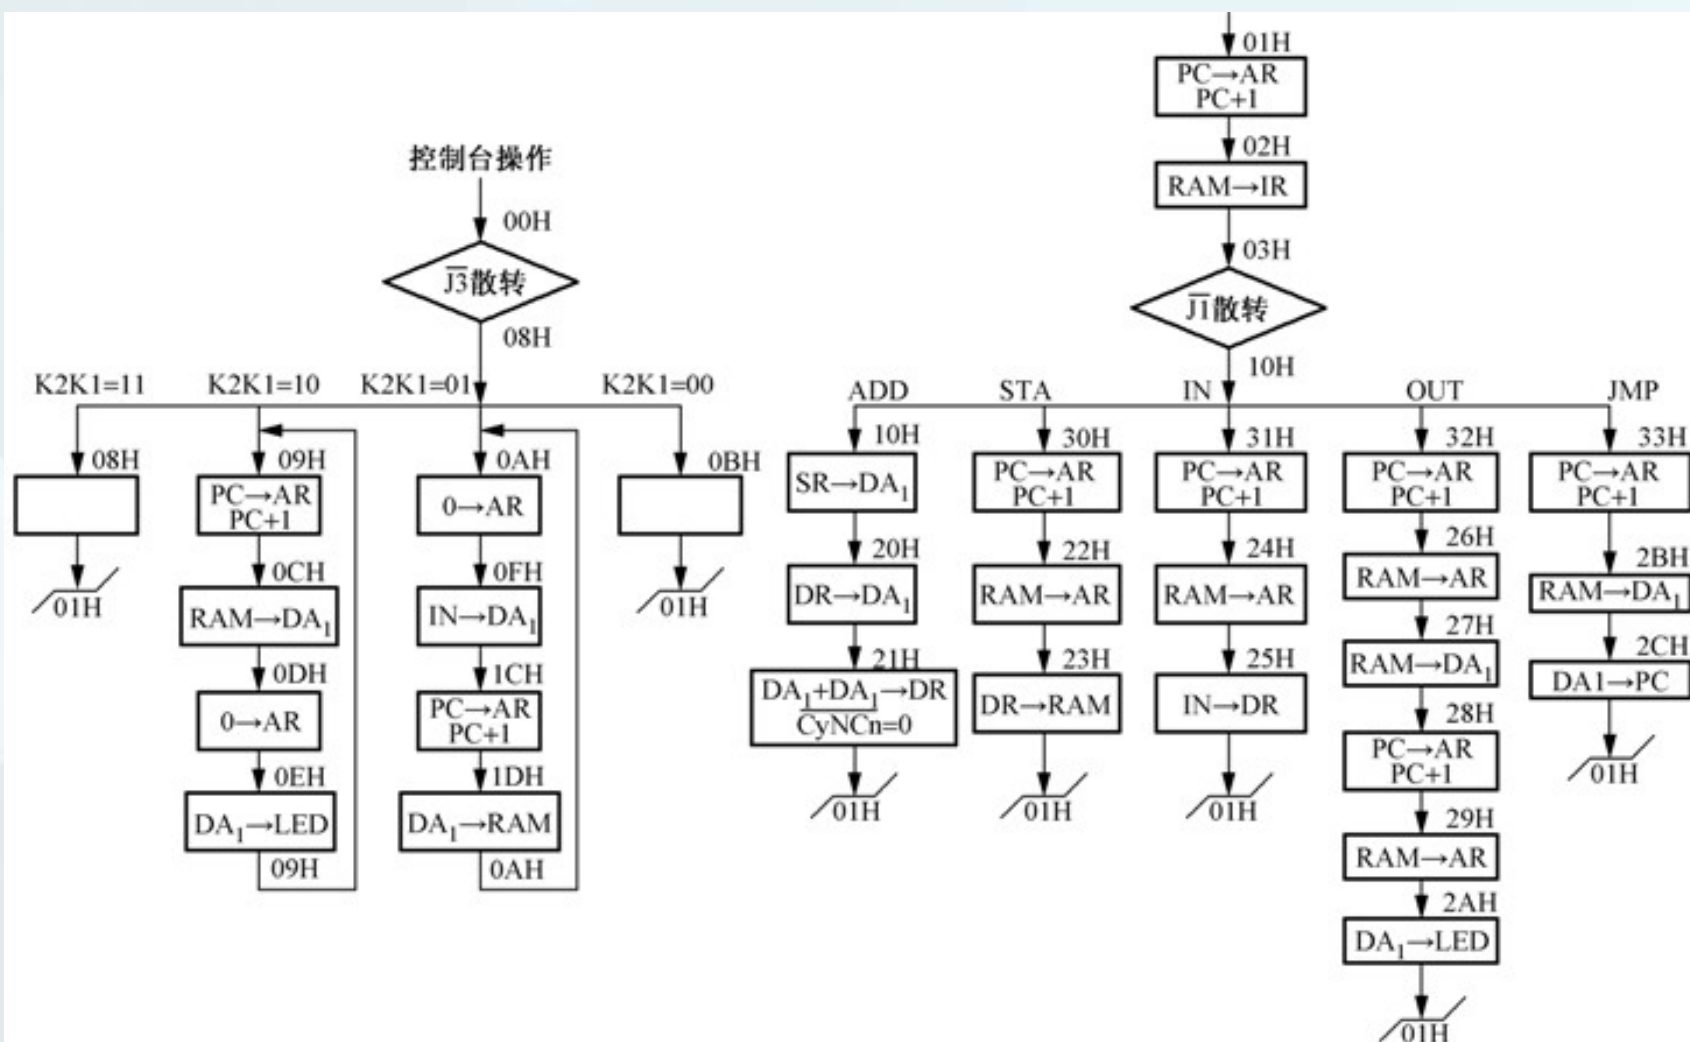 控制台操作
00H
J3散转
08H
K2K1=11
K2K1=10
K2K1=01
K2K1=00
08H
01H
09H
PC→AR
PC+1
0CH
RAM→DA₁
0DH
0→AR
0EH
DA₁→LED
09H
0AH
0→AR
0FH
IN→DA₁
1CH
PC→AR
PC+1
1DH
DA₁→RAM
0AH
0BH
01H
01H
PC→AR
PC+1
02H
RAM→IR
03H
J1散转
10H
ADD
STA
IN
OUT
JMP
10H
SR→DA₁
20H
DR→DA₁
21H
DA₁+DA₁→DR
CyNCn=0
01H
30H
PC→AR
PC+1
22H
RAM→AR
23H
DR→RAM
01H
31H
PC→AR
PC+1
24H
RAM→AR
25H
IN→DR
01H
32H
PC→AR
PC+1
26H
RAM→AR
27H
RAM→DA₁
28H
PC→AR
PC+1
29H
RAM→AR
2AH
DA₁→LED
01H
33H
PC→AR
PC+1
2BH
RAM→DA₁
2CH
DA1→PC
01H